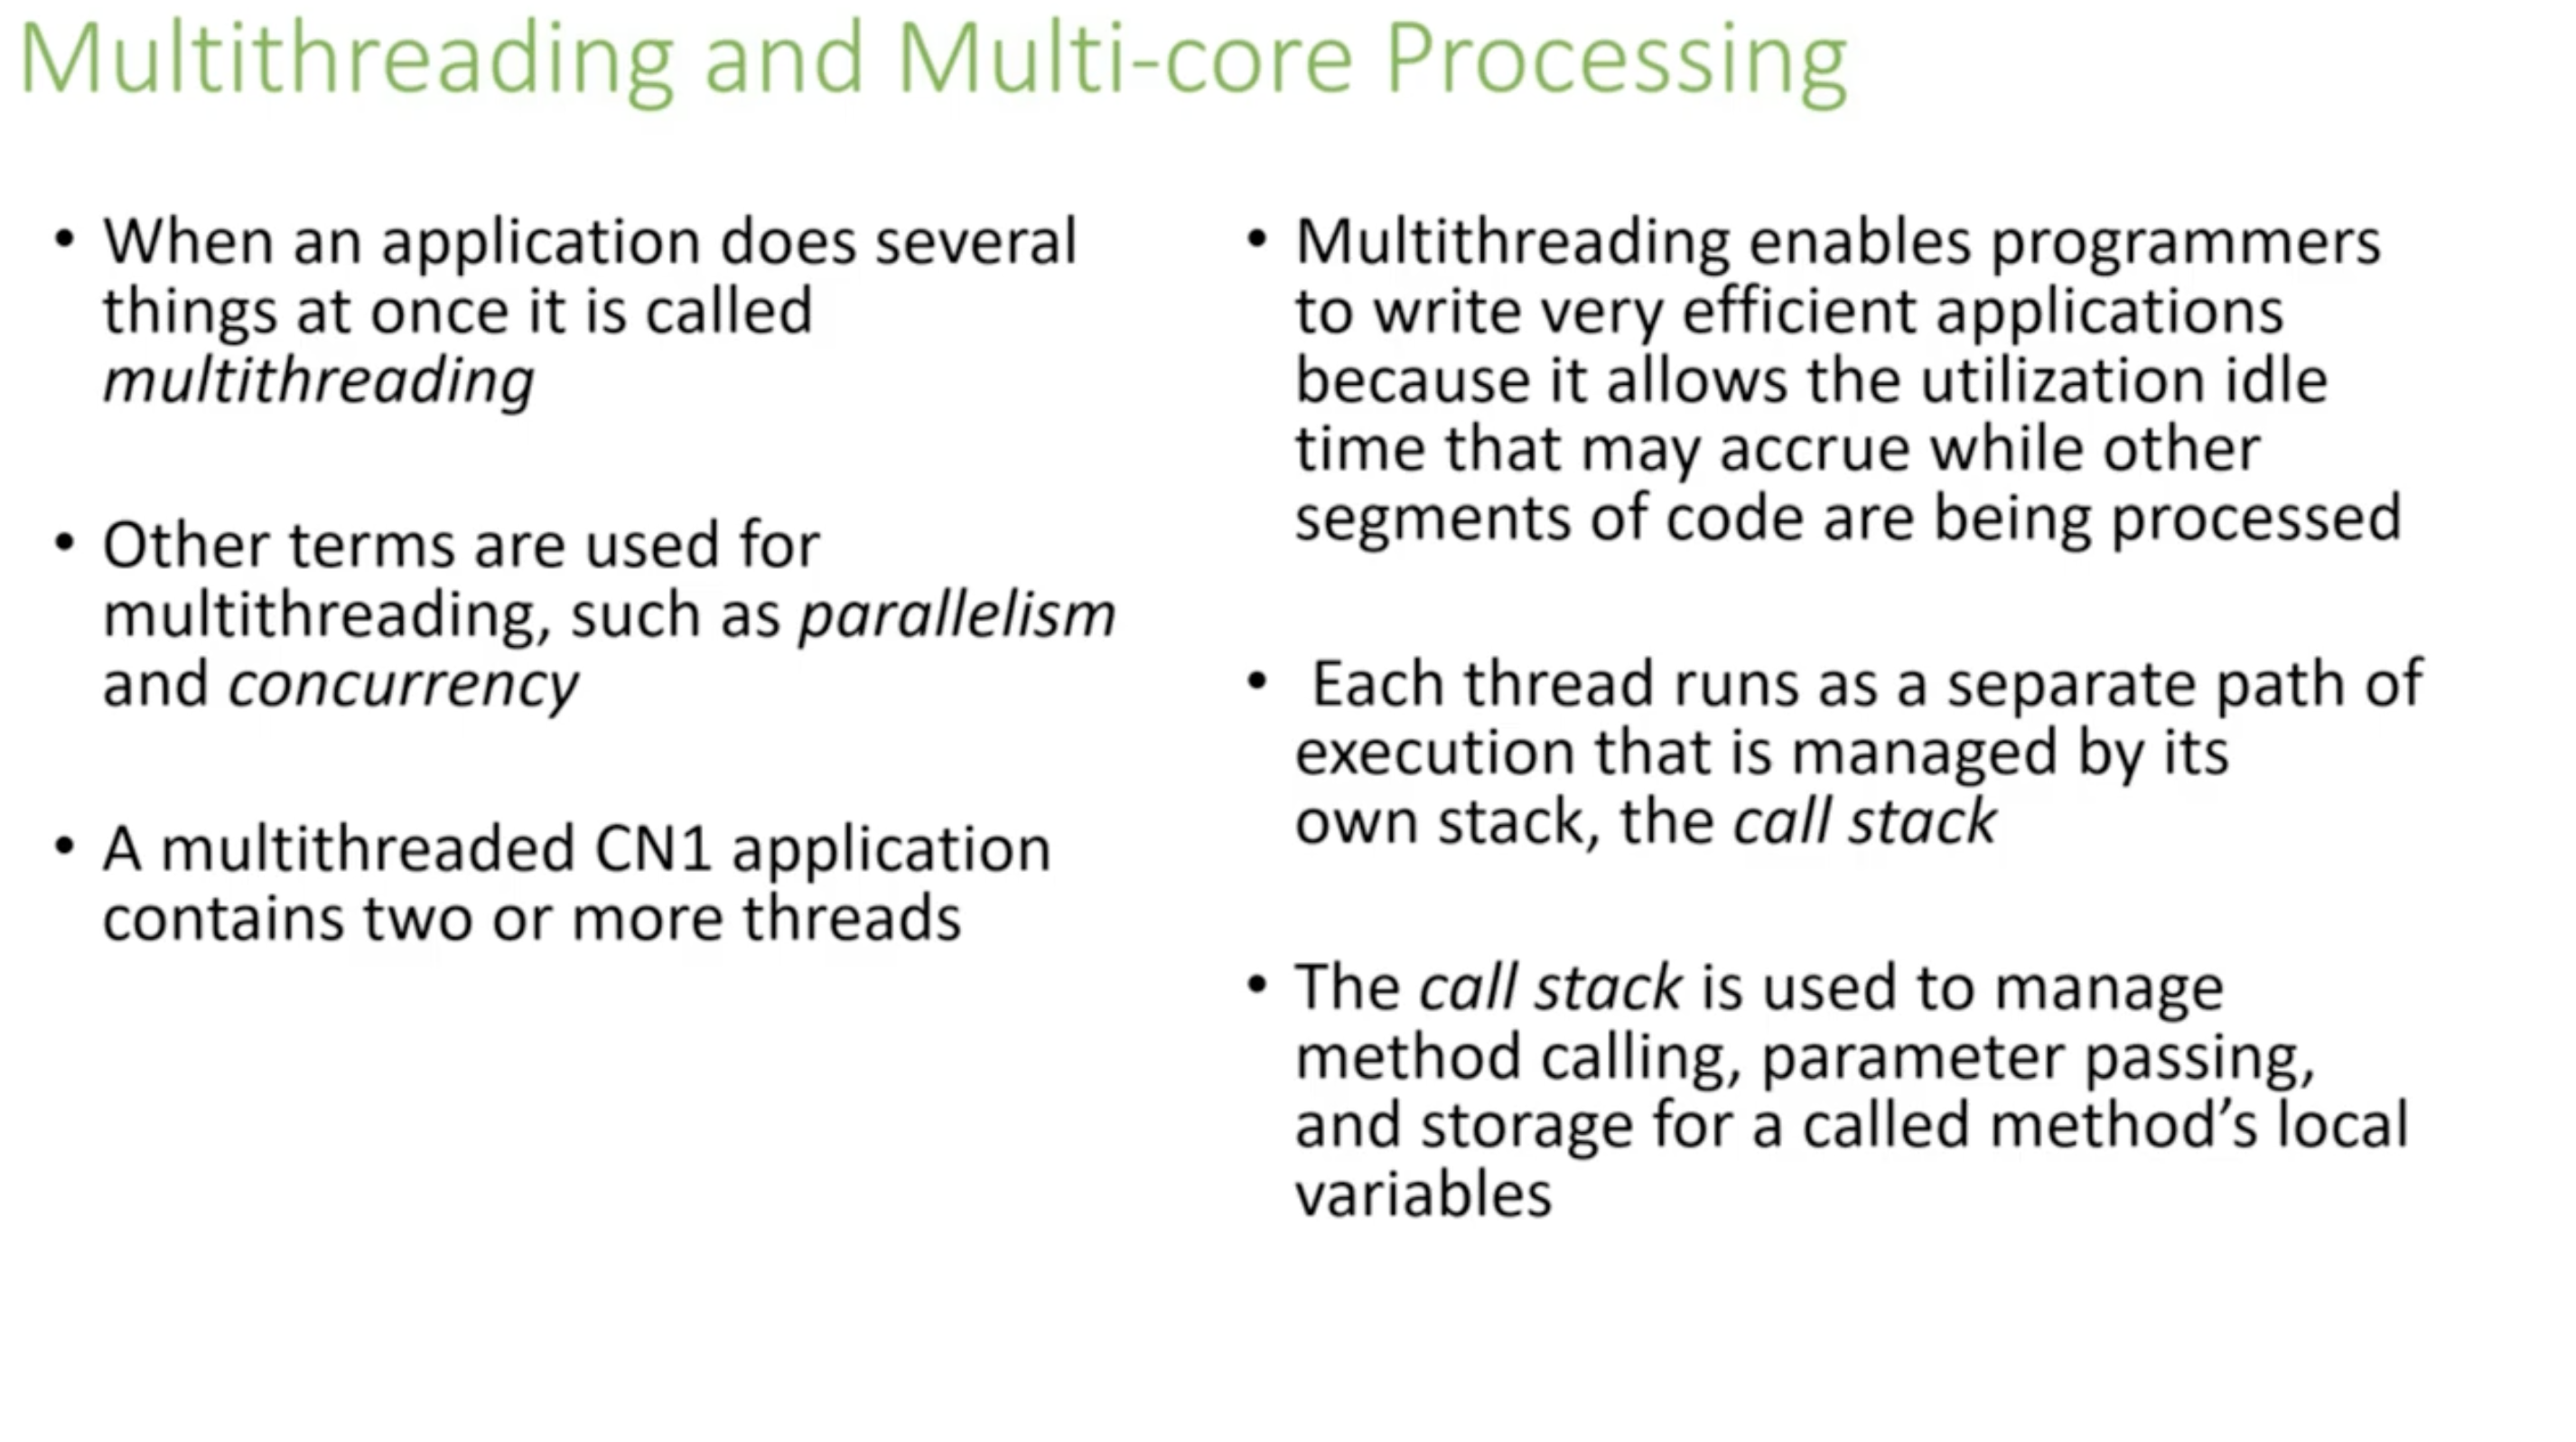 Multithreading and Multi-core Processing
• When an application does several
things at once it is called
multithreading
• Other terms are used for
multithreading, such as parallelism
and concurrency
• A multithreaded CN1 application
contains two or more threads
• Multithreading enables programmers
to write very efficient applications
because it allows the utilization idle
time that may accrue while other
segments of code are being processed
• Each thread runs as a separate path of
execution that is managed by its
own stack, the call stack
• The call stack is used to manage
method calling, parameter passing,
and storage for a called method’s local
variables